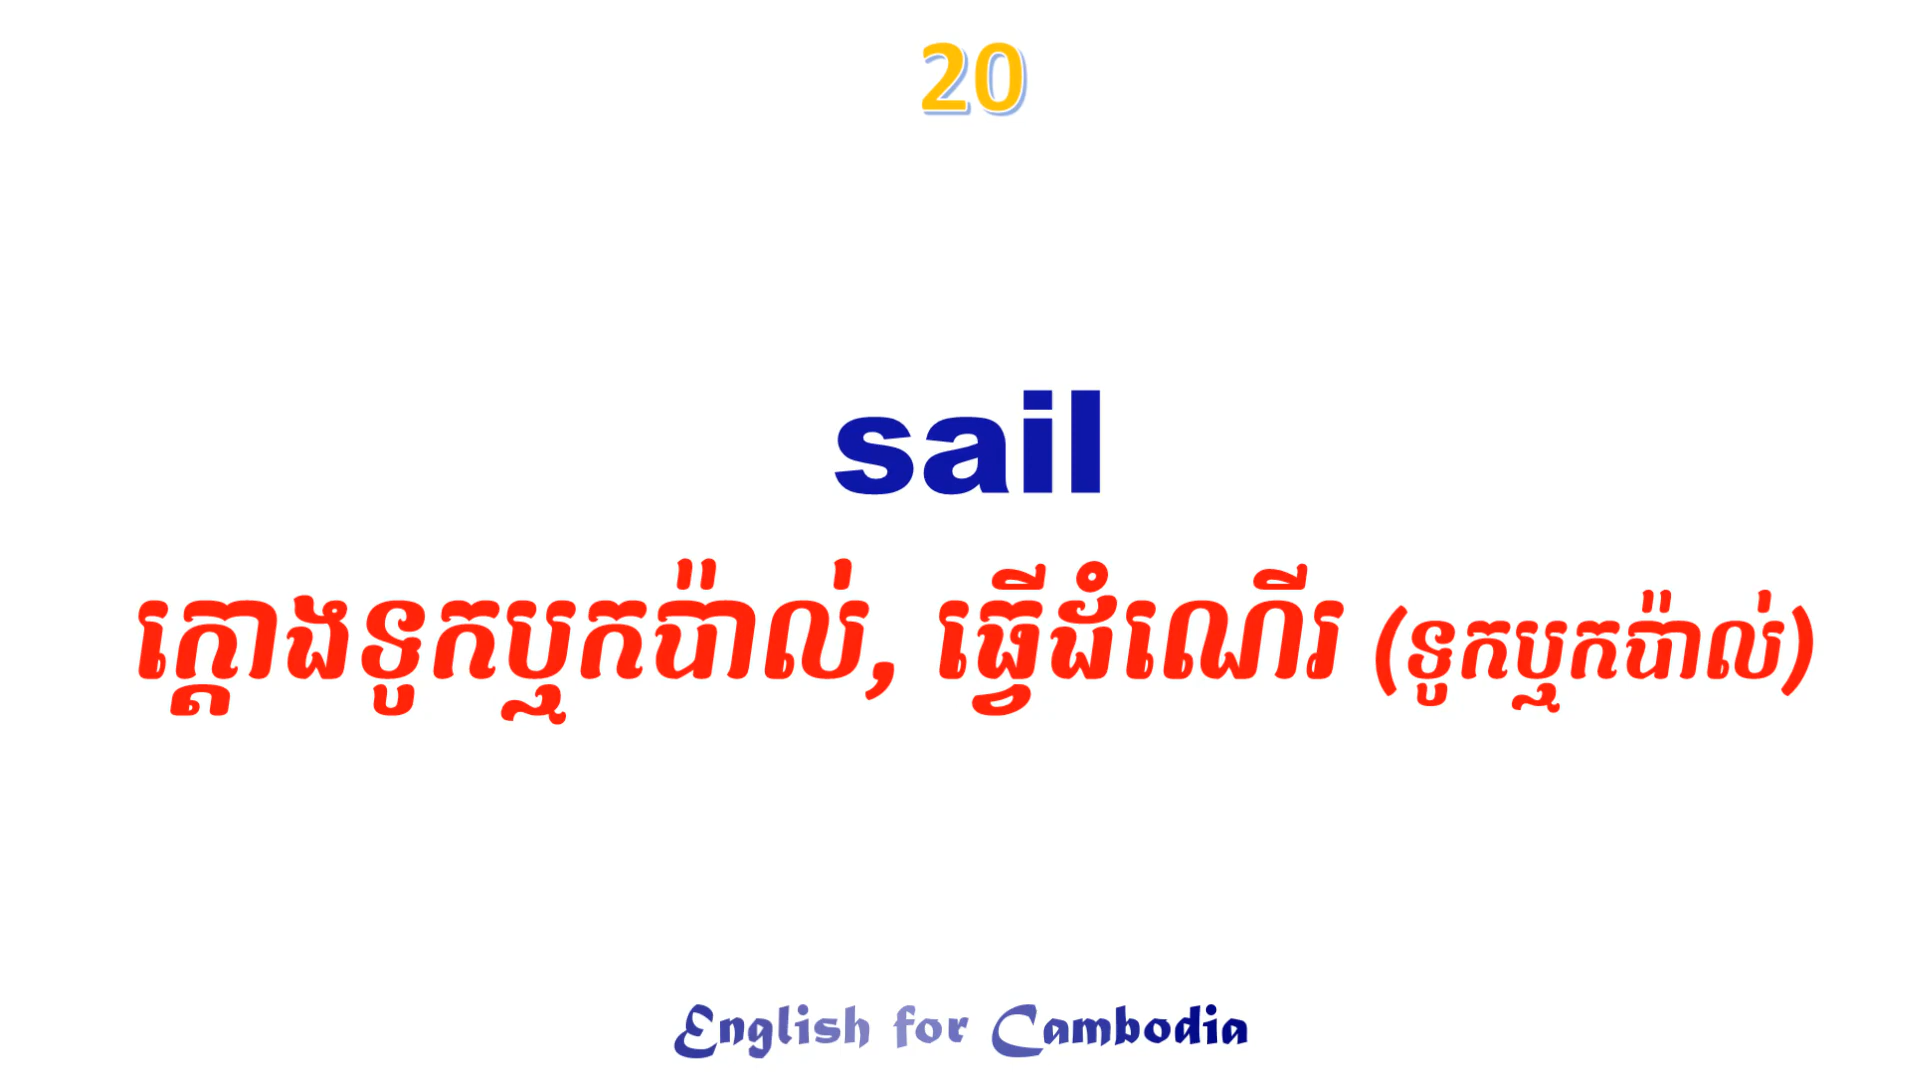 20
sail
ក្ដោងទូកឬកប៉ាល់, ធ្វើដំណើរ (ទូកឬកប៉ាល់)
English for Cambodia